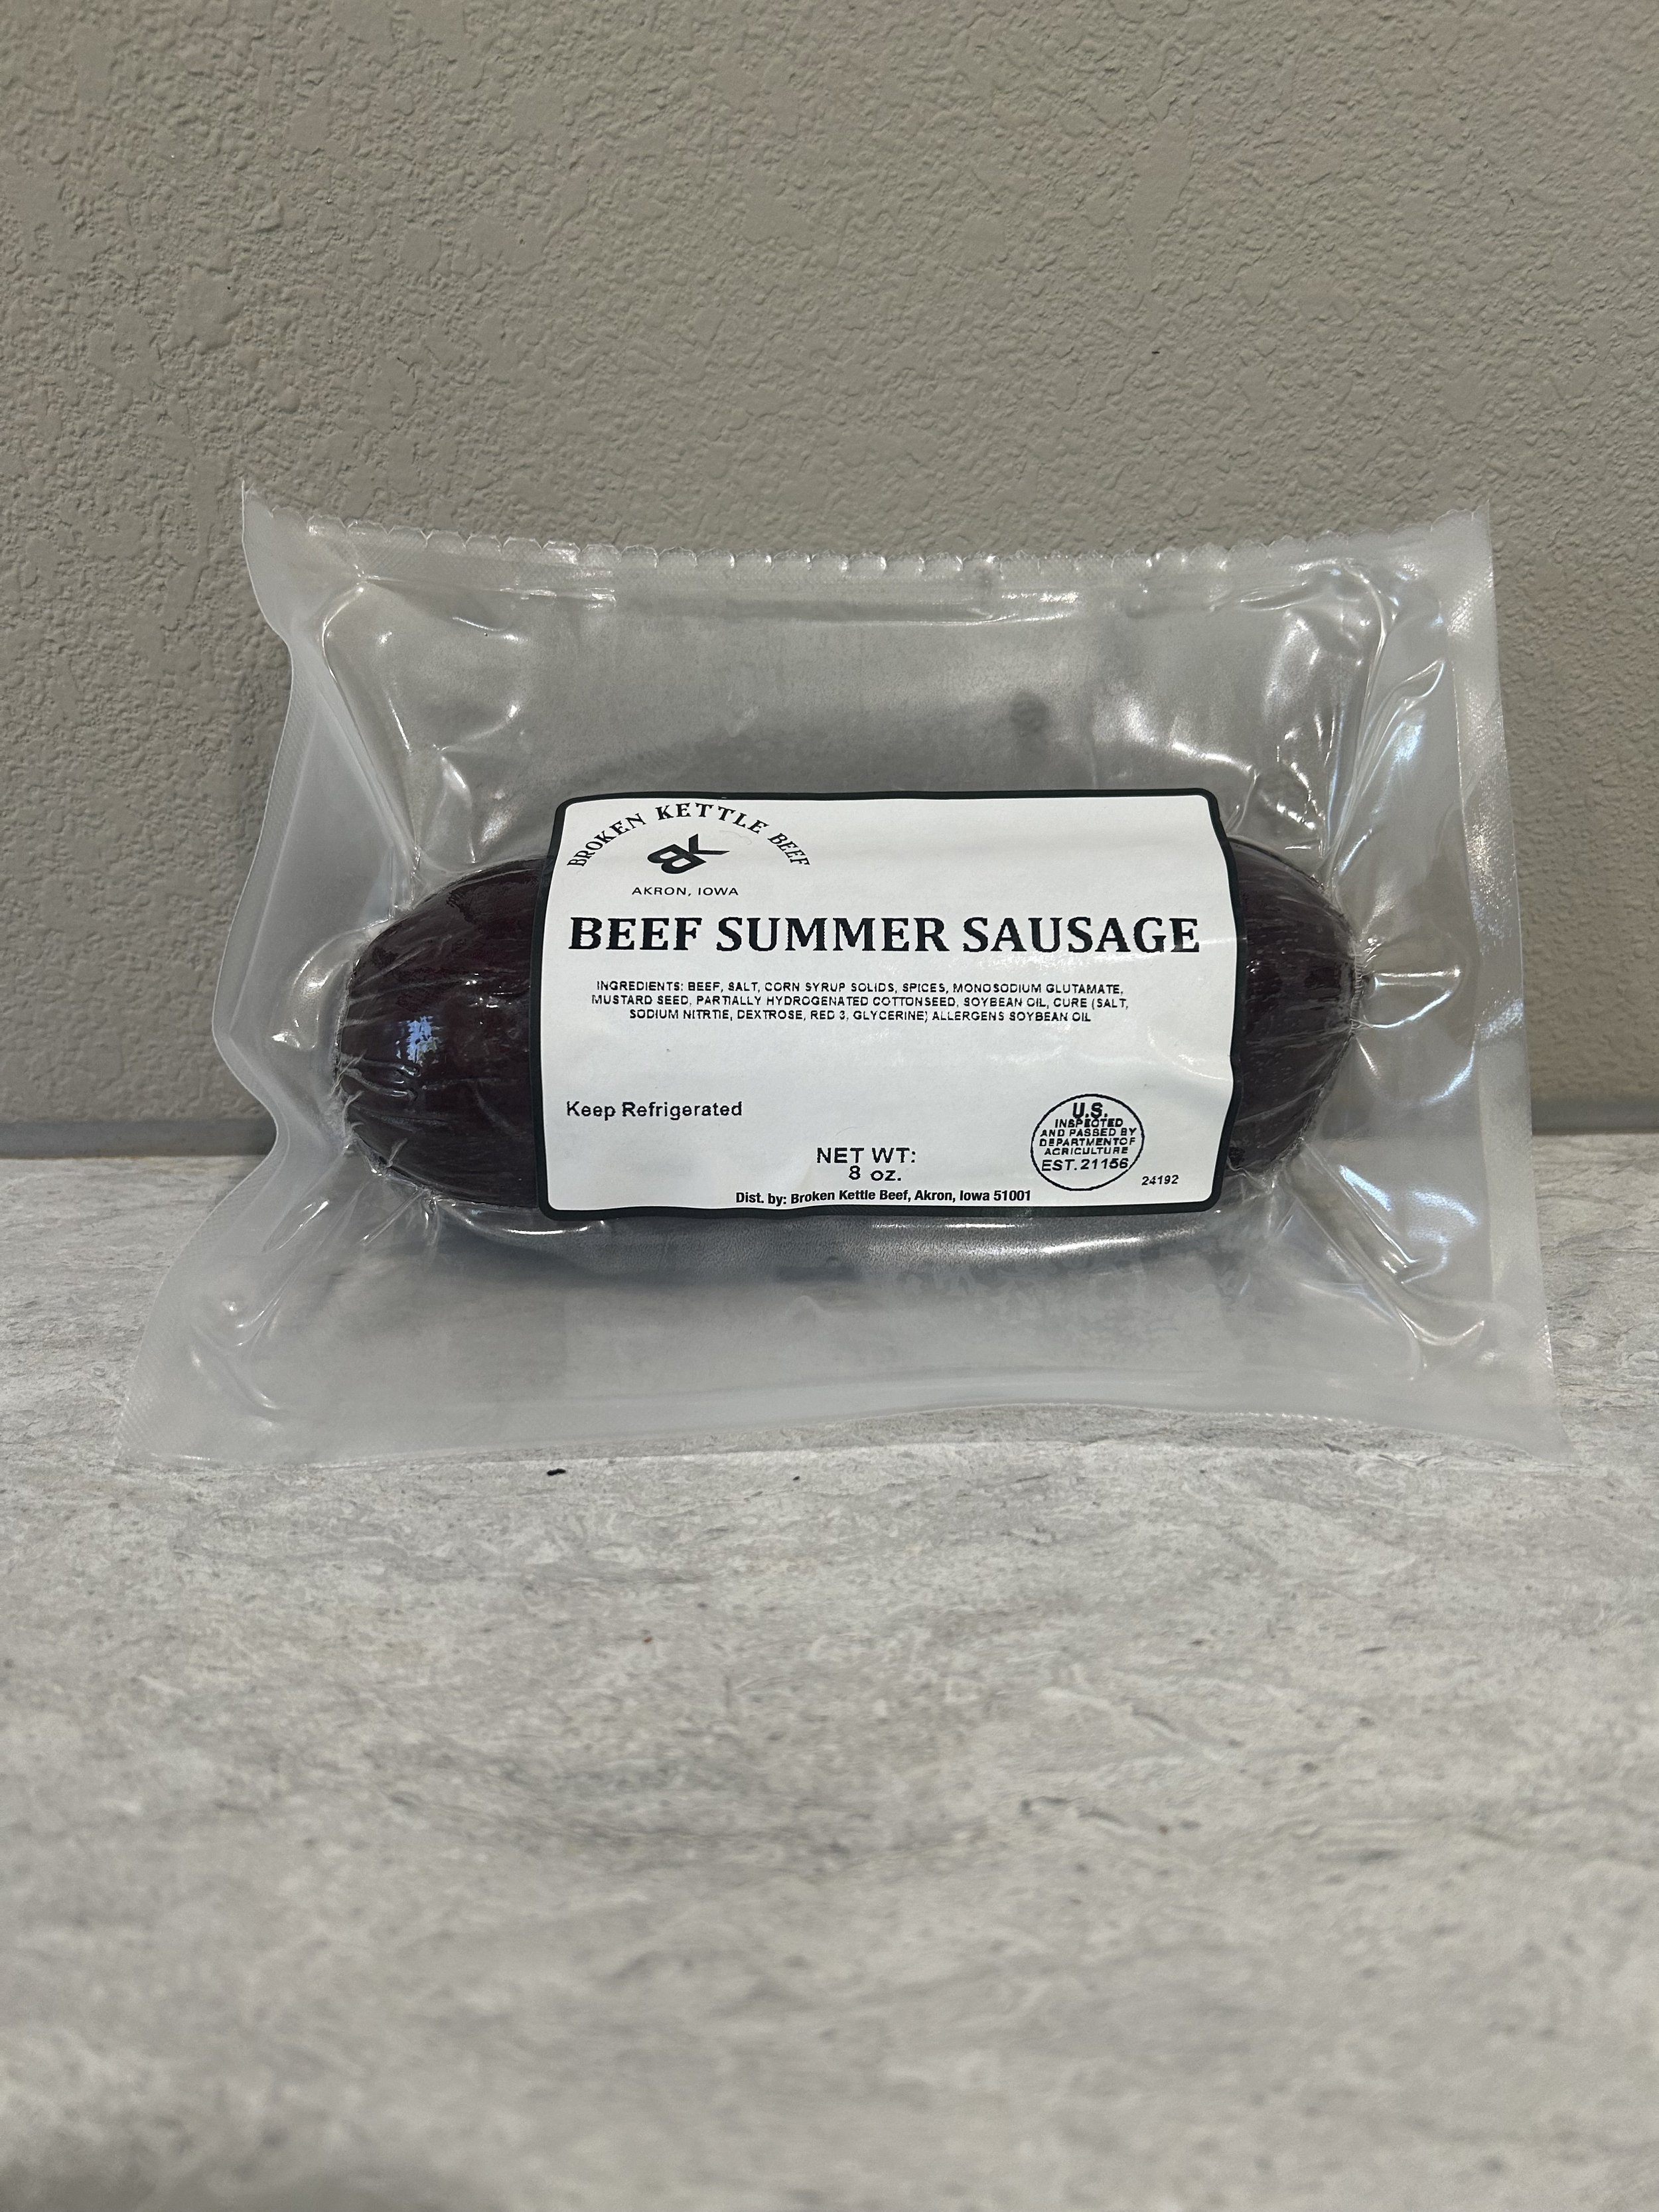 BROKEN KETTLE BEEF
BK
AKRON, IOWA
BEEF SUMMER SAUSAGE
INGREDIENTS: BEEF, SALT, CORN SYRUP SOLIDS, SPICES, MONOSODIUM GLUTAMATE,
MUSTARD SEED, PARTIALLY HYDROGENATED COTTONSEED, SOYBEAN OIL, CURE (SALT,
SODIUM NITRTIE, DEXTROSE, RED 3, GLYCERINE) ALLERGENS SOYBEAN OIL
Keep Refrigerated
U.S.
INSPECTED
AND PASSED BY
DEPARTMENT OF
AGRICULTURE
EST. 21156
NET WT:
8 oz.
24192
Dist. by: Broken Kettle Beef, Akron, Iowa 51001